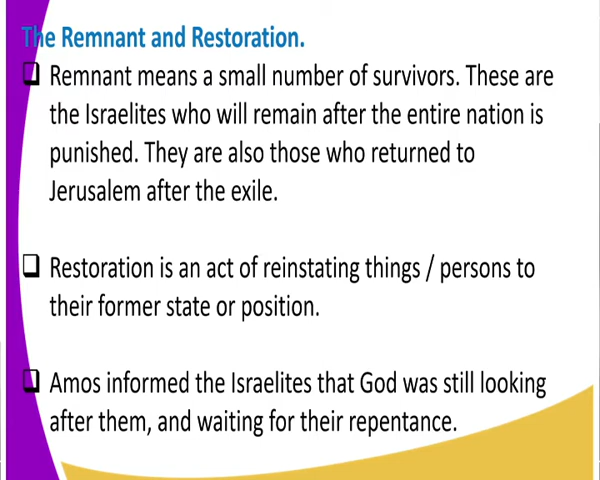 The Remnant and Restoration.
❑ Remnant means a small number of survivors. These are
the Israelites who will remain after the entire nation is
punished. They are also those who returned to
Jerusalem after the exile.
❑ Restoration is an act of reinstating things / persons to
their former state or position.
❑ Amos informed the Israelites that God was still looking
after them, and waiting for their repentance.